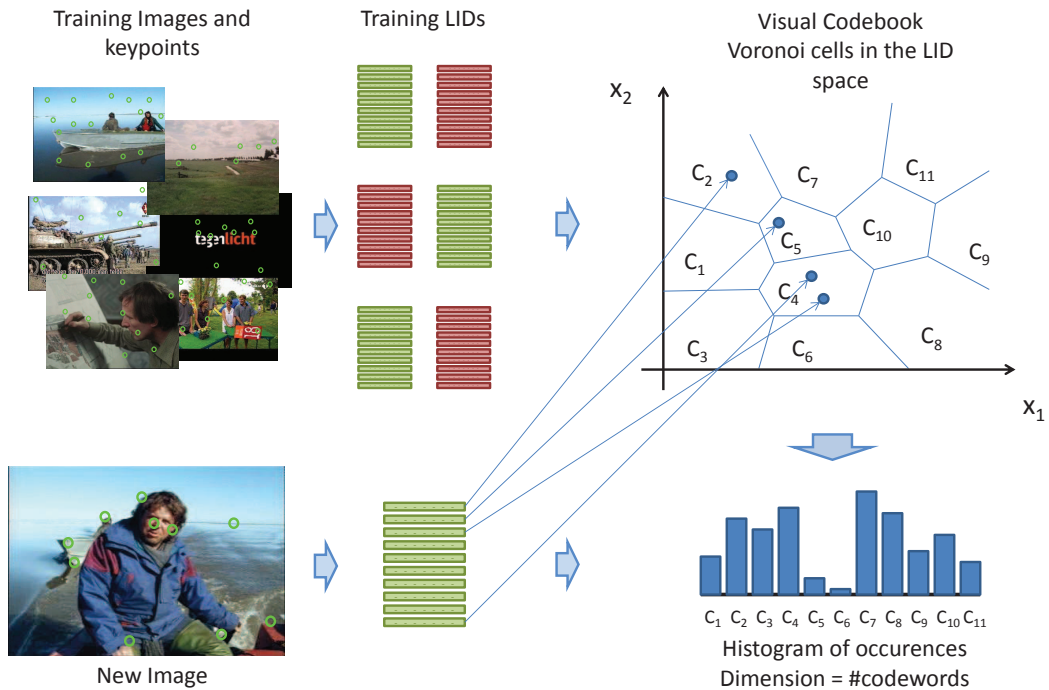 Training Images and
keypoints
Training LIDs
Visual Codebook
Voronoi cells in the LID
space
tegenlicht
X₂
C₂
C₇
C₁₁
C₅
C₁₀
C₁
C₉
C₄
C₃
C₆
C₈
X₁
New Image
C₁ C₂ C₃ C₄ C₅ C₆ C₇ C₈ C₉ C₁₀ C₁₁
Histogram of occurences
Dimension = #codewords